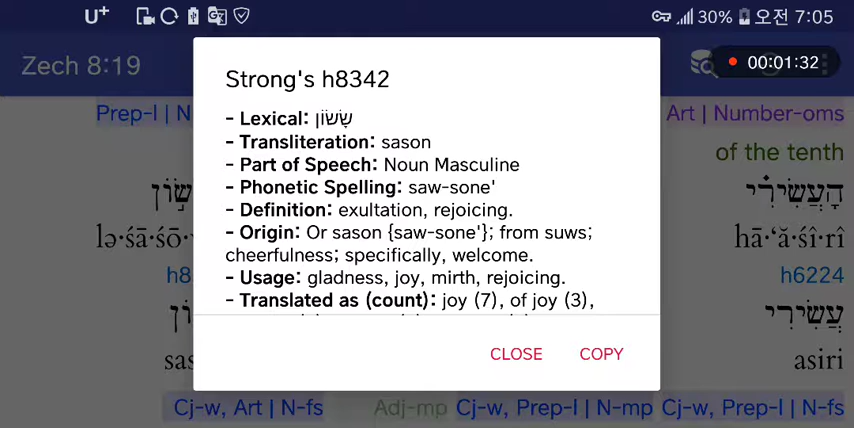 U+ 30% 오전 7:05
Zech 8:19
00:01:32
Strong's h8342
- Lexical: שָׂשׂוֹן
- Transliteration: sason
- Part of Speech: Noun Masculine
- Phonetic Spelling: saw-sone'
- Definition: exultation, rejoicing.
- Origin: Or sason {saw-sone'}; from suws;
cheerfulness; specifically, welcome.
- Usage: gladness, joy, mirth, rejoicing.
- Translated as (count): joy (7), of joy (3),
CLOSE COPY
Prep-l | N
Art | Number-oms
of the tenth
הָעֲשִׂירִ֗י
hā·‘ă·śî·rî
h6224
עֲשִׂירִי
asiri
Cj-w, Art | N-fs Adj-mp Cj-w, Prep-l | N-mp Cj-w, Prep-l | N-fs